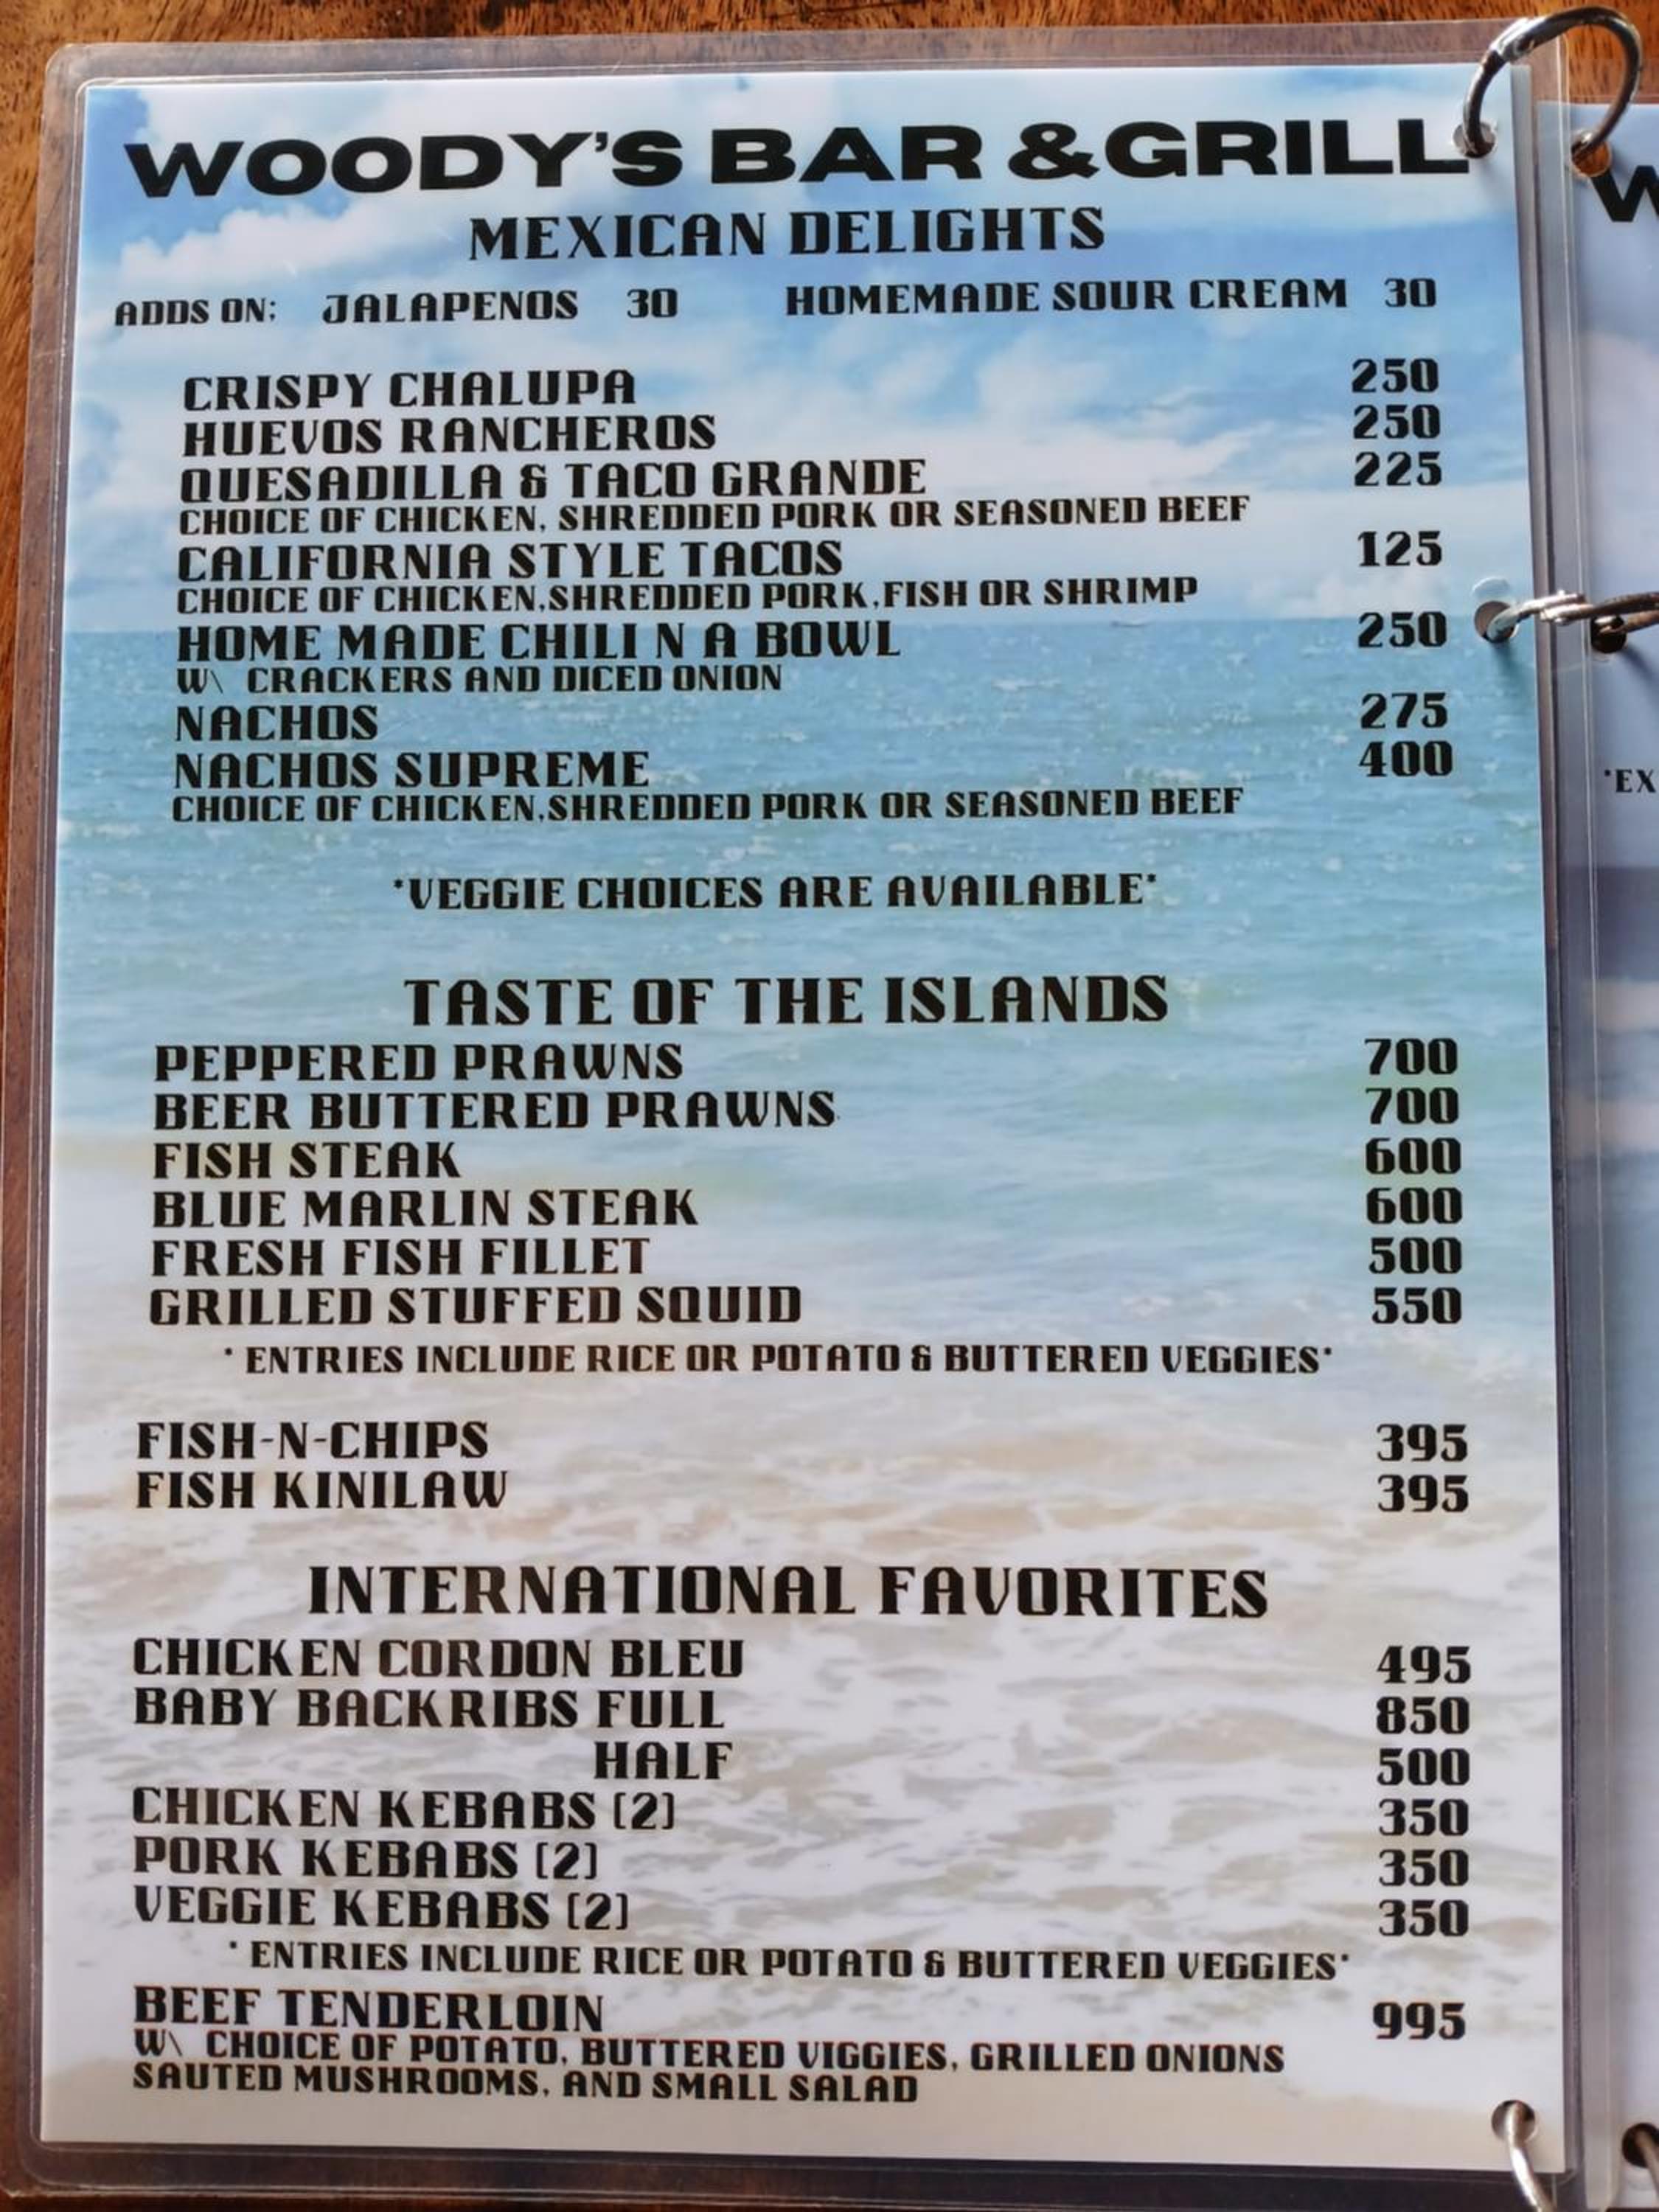 WOODY'S BAR &GRILL
MEXICAN DELIGHTS
ADDS ON: JALAPENOS 30 HOMEMADE SOUR CREAM 30
CRISPY CHALUPA 250
HUEVOS RANCHEROS 250
QUESADILLA & TACO GRANDE 225
CHOICE OF CHICKEN, SHREDDED PORK OR SEASONED BEEF
CALIFORNIA STYLE TACOS 125
CHOICE OF CHICKEN,SHREDDED PORK,FISH OR SHRIMP
HOME MADE CHILI N A BOWL 250
W\ CRACKERS AND DICED ONION
NACHOS 275
NACHOS SUPREME 400
CHOICE OF CHICKEN,SHREDDED PORK OR SEASONED BEEF
*VEGGIE CHOICES ARE AVAILABLE*
TASTE OF THE ISLANDS
PEPPERED PRAWNS 700
BEER BUTTERED PRAWNS 700
FISH STEAK 600
BLUE MARLIN STEAK 600
FRESH FISH FILLET 500
GRILLED STUFFED SQUID 550
* ENTRIES INCLUDE RICE OR POTATO & BUTTERED VEGGIES*
FISH-N-CHIPS 395
FISH KINILAW 395
INTERNATIONAL FAVORITES
CHICKEN CORDON BLEU 495
BABY BACKRIBS FULL 850
HALF 500
CHICKEN KEBABS (2) 350
PORK KEBABS (2) 350
VEGGIE KEBABS (2) 350
* ENTRIES INCLUDE RICE OR POTATO & BUTTERED VEGGIES*
BEEF TENDERLOIN 995
W\ CHOICE OF POTATO, BUTTERED VIGGIES, GRILLED ONIONS
SAUTED MUSHROOMS, AND SMALL SALAD